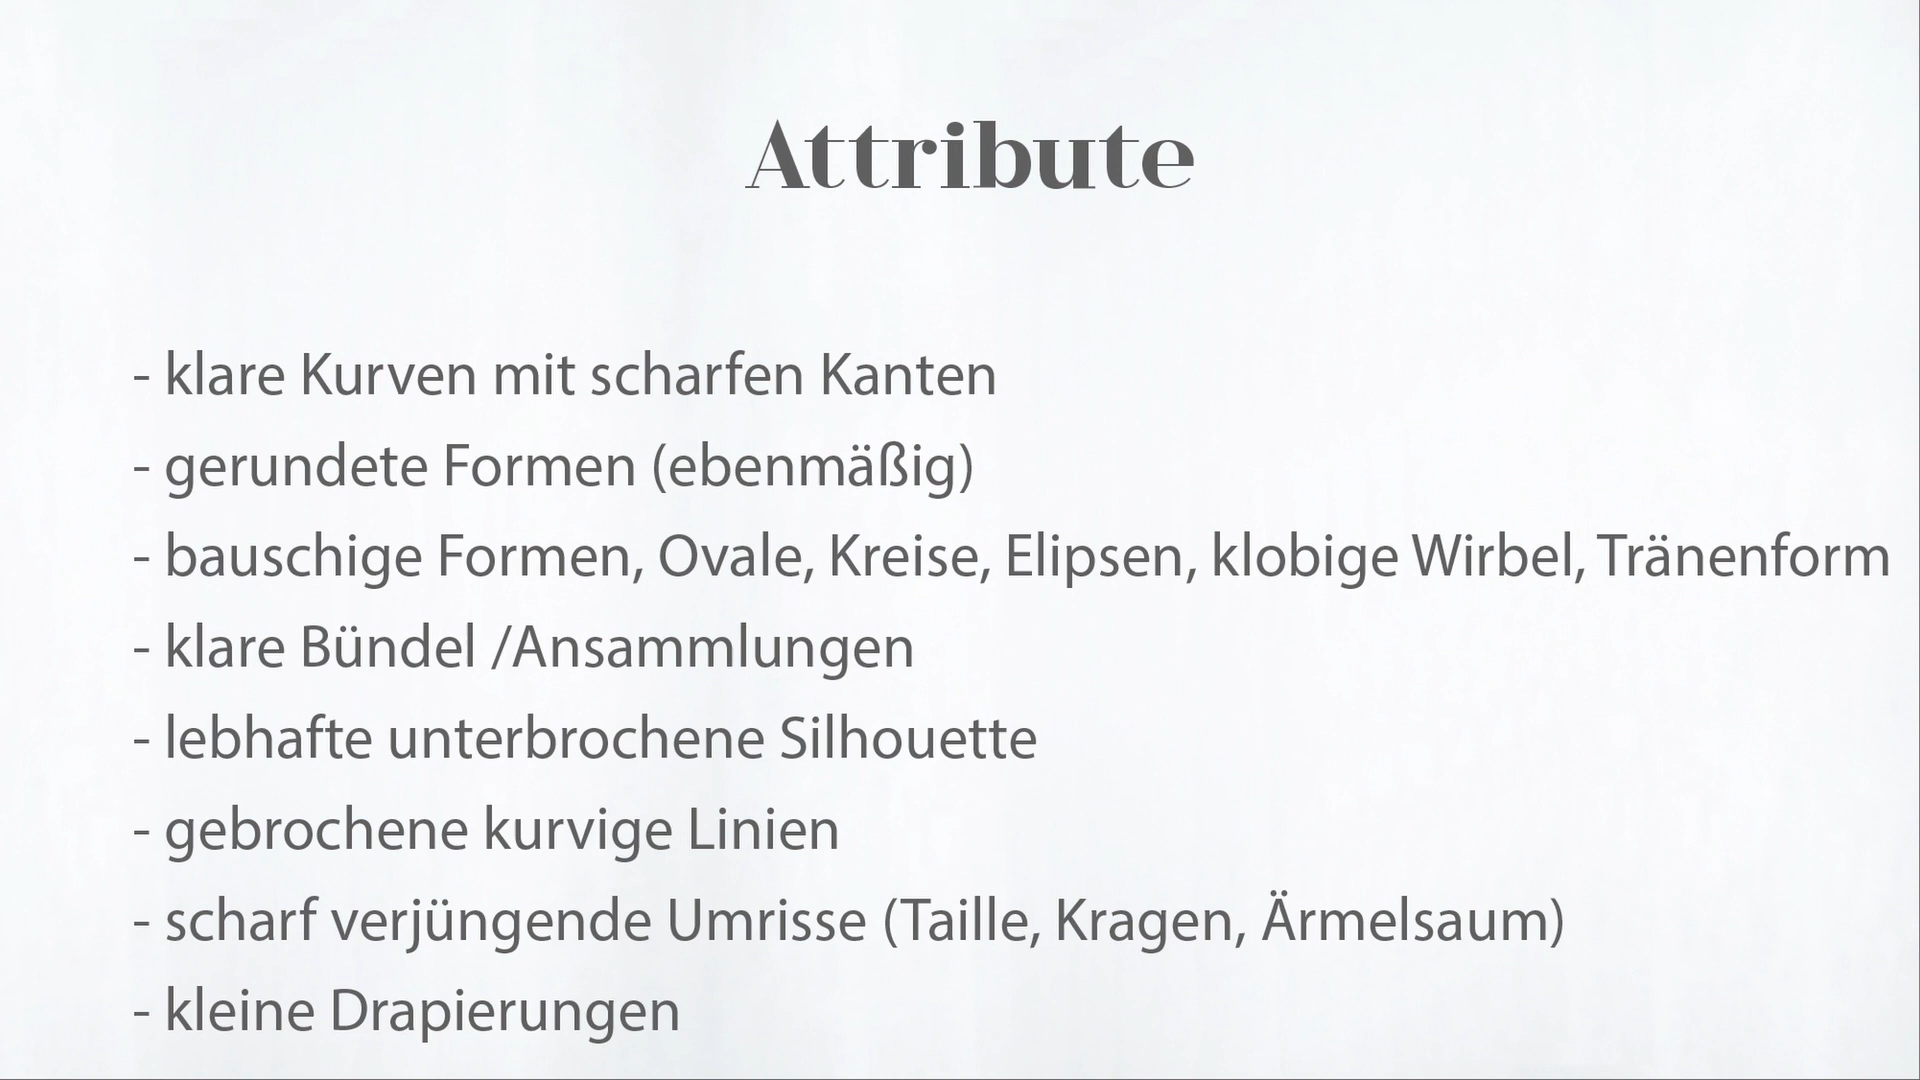 Attribute
- klare Kurven mit scharfen Kanten
- gerundete Formen (ebenmäßig)
- bauschige Formen, Ovale, Kreise, Elipsen, klobige Wirbel, Tränenform
- klare Bündel /Ansammlungen
- lebhafte unterbrochene Silhouette
- gebrochene kurvige Linien
- scharf verjüngende Umrisse (Taille, Kragen, Ärmelsaum)
- kleine Drapierungen